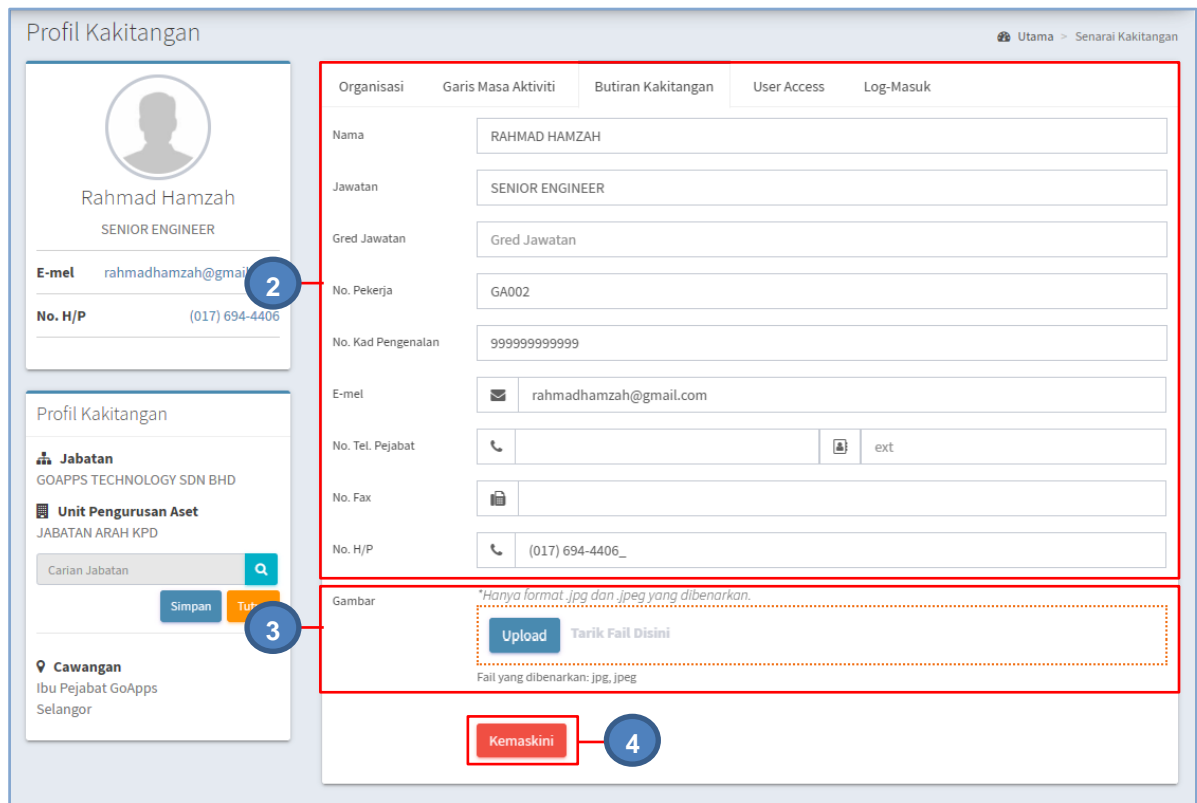 Profil Kakitangan
Utama > Senarai Kakitangan
Rahmad Hamzah
SENIOR ENGINEER
E-mel rahmadhamzah@gmail
No. H/P (017) 694-4406
Profil Kakitangan
Jabatan
GOAPPS TECHNOLOGY SDN BHD
Unit Pengurusan Aset
JABATAN ARAH KPD
Carian Jabatan
Simpan
Cawangan
Ibu Pejabat GoApps
Selangor
Organisasi Garis Masa Aktiviti Butiran Kakitangan User Access Log-Masuk
Nama RAHMAD HAMZAH
Jawatan SENIOR ENGINEER
Gred Jawatan Gred Jawatan
2
No. Pekerja GA002
No. Kad Pengenalan 999999999999
E-mel rahmadhamzah@gmail.com
No. Tel. Pejabat ext
No. Fax
No. H/P (017) 694-4406_
Gambar *Hanya format .jpg dan .jpeg yang dibenarkan.
3
Upload Tarik Fail Disini
Fail yang dibenarkan: jpg, jpeg
Kemaskini
4